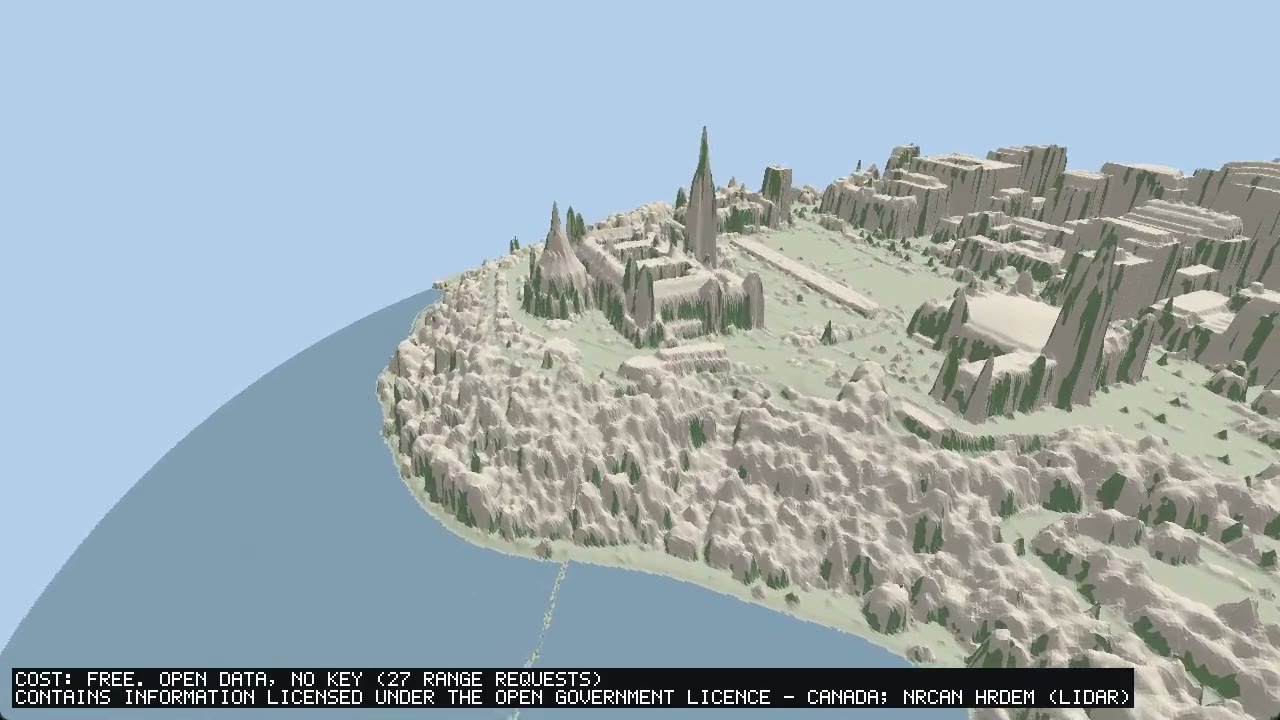 COST: FREE. OPEN DATA, NO KEY (27 RANGE REQUESTS)
CONTAINS INFORMATION LICENSED UNDER THE OPEN GOVERNMENT LICENCE - CANADA; NRCAN HRDEM (LIDAR)